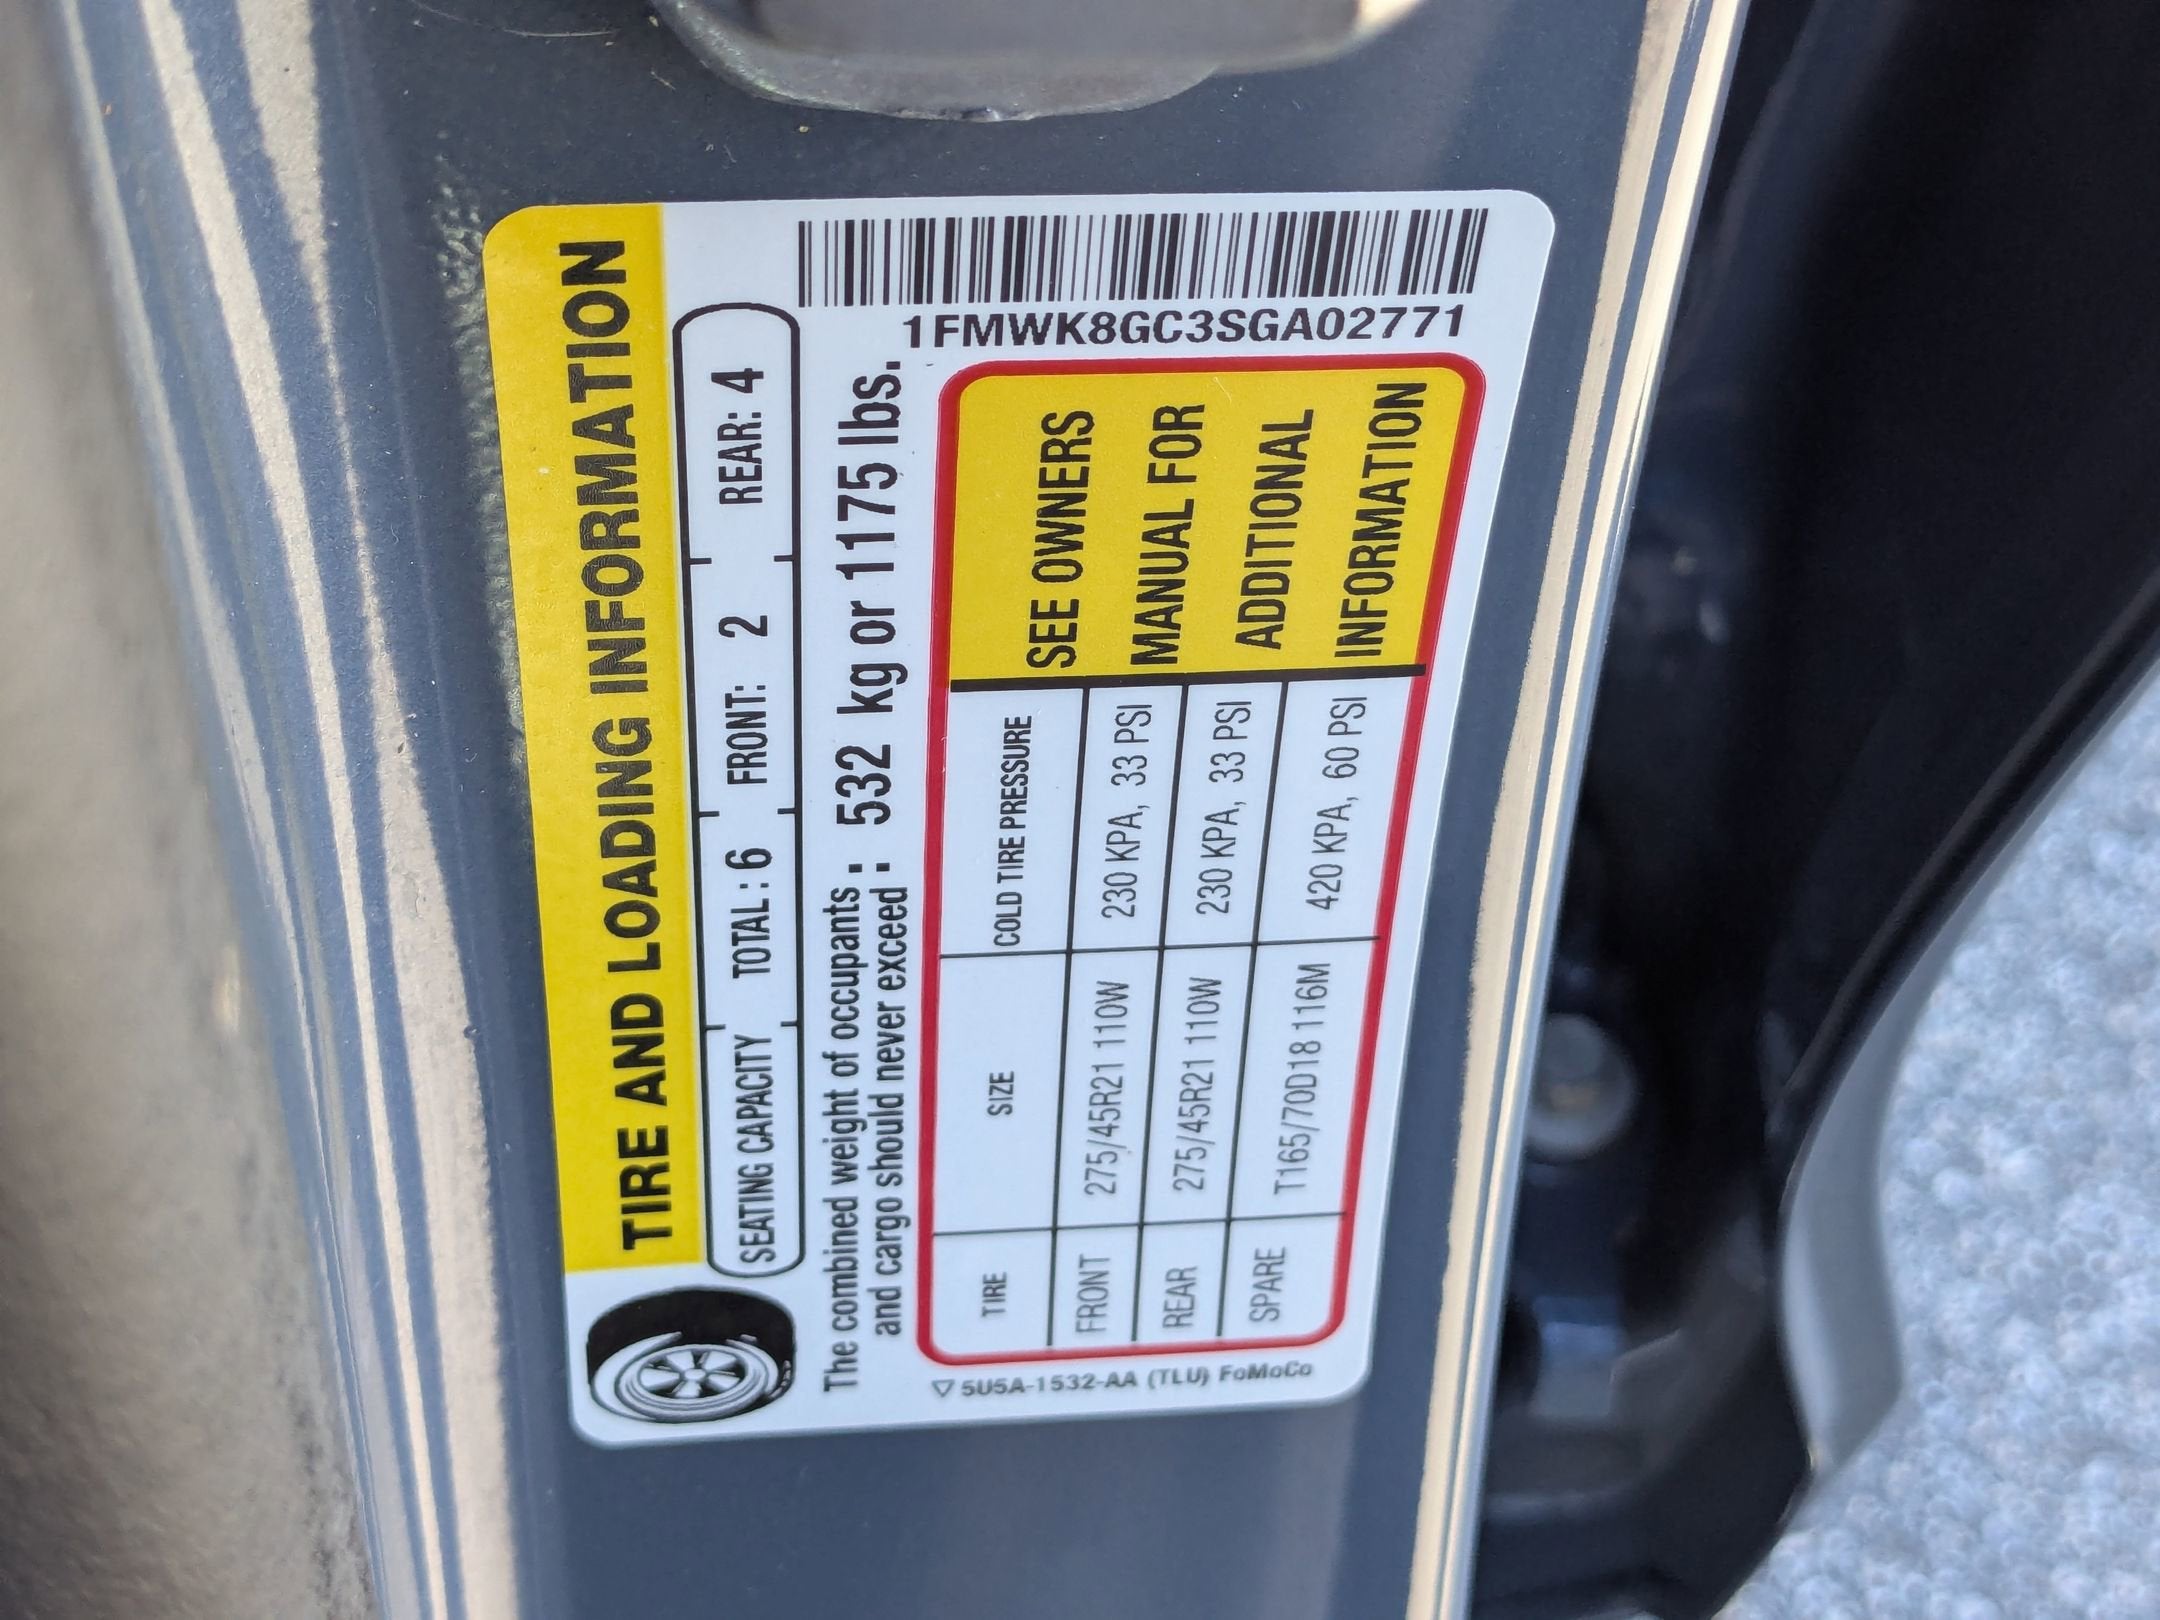 TIRE AND LOADING INFORMATION
SEATING CAPACITY TOTAL : 6 FRONT: 2 REAR: 4
The combined weight of occupants : 532 kg or 1175 lbs.
and cargo should never exceed :
1FMWK8GC3SGA02771
TIRE SIZE COLD TIRE PRESSURE
FRONT 275/45R21 110W 230 KPA, 33 PSI
REAR 275/45R21 110W 230 KPA, 33 PSI
SPARE T165/70D18 116M 420 KPA, 60 PSI
SEE OWNERS
MANUAL FOR
ADDITIONAL
INFORMATION
5U5A-1532-AA (TLU) FoMoCo